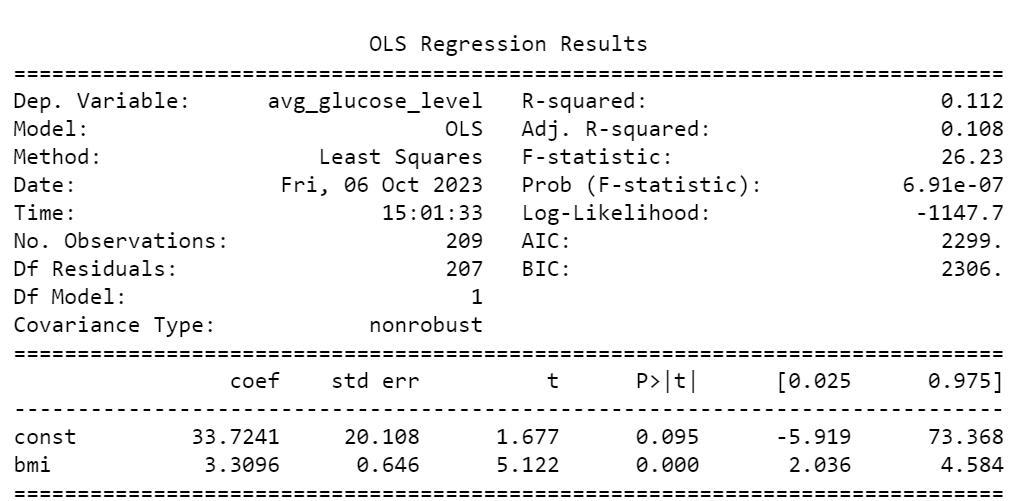 OLS Regression Results
==============================================================================
Dep. Variable: avg_glucose_level R-squared: 0.112
Model: OLS Adj. R-squared: 0.108
Method: Least Squares F-statistic: 26.23
Date: Fri, 06 Oct 2023 Prob (F-statistic): 6.91e-07
Time: 15:01:33 Log-Likelihood: -1147.7
No. Observations: 209 AIC: 2299.
Df Residuals: 207 BIC: 2306.
Df Model: 1
Covariance Type: nonrobust
==============================================================================
coef std err t P>|t| [0.025 0.975]
------------------------------------------------------------------------------
const 33.7241 20.108 1.677 0.095 -5.919 73.368
bmi 3.3096 0.646 5.122 0.000 2.036 4.584
==============================================================================